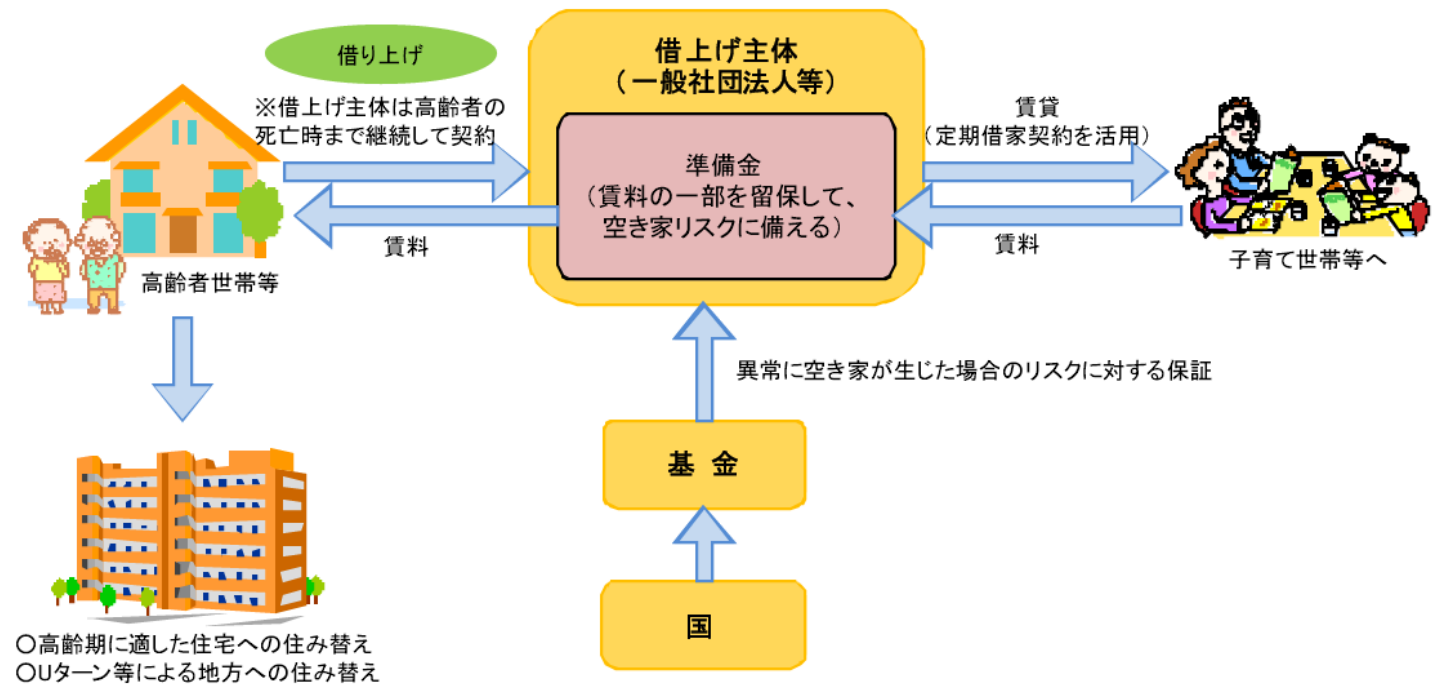 借り上げ
※借上げ主体は高齢者の
死亡時まで継続して契約
賃料
高齢者世帯等
借上げ主体
（一般社団法人等）
準備金
（賃料の一部を留保して、
空き家リスクに備える）
賃貸
（定期借家契約を活用）
賃料
子育て世帯等へ
異常に空き家が生じた場合のリスクに対する保証
基 金
国
○高齢期に適した住宅への住み替え
○Uターン等による地方への住み替え